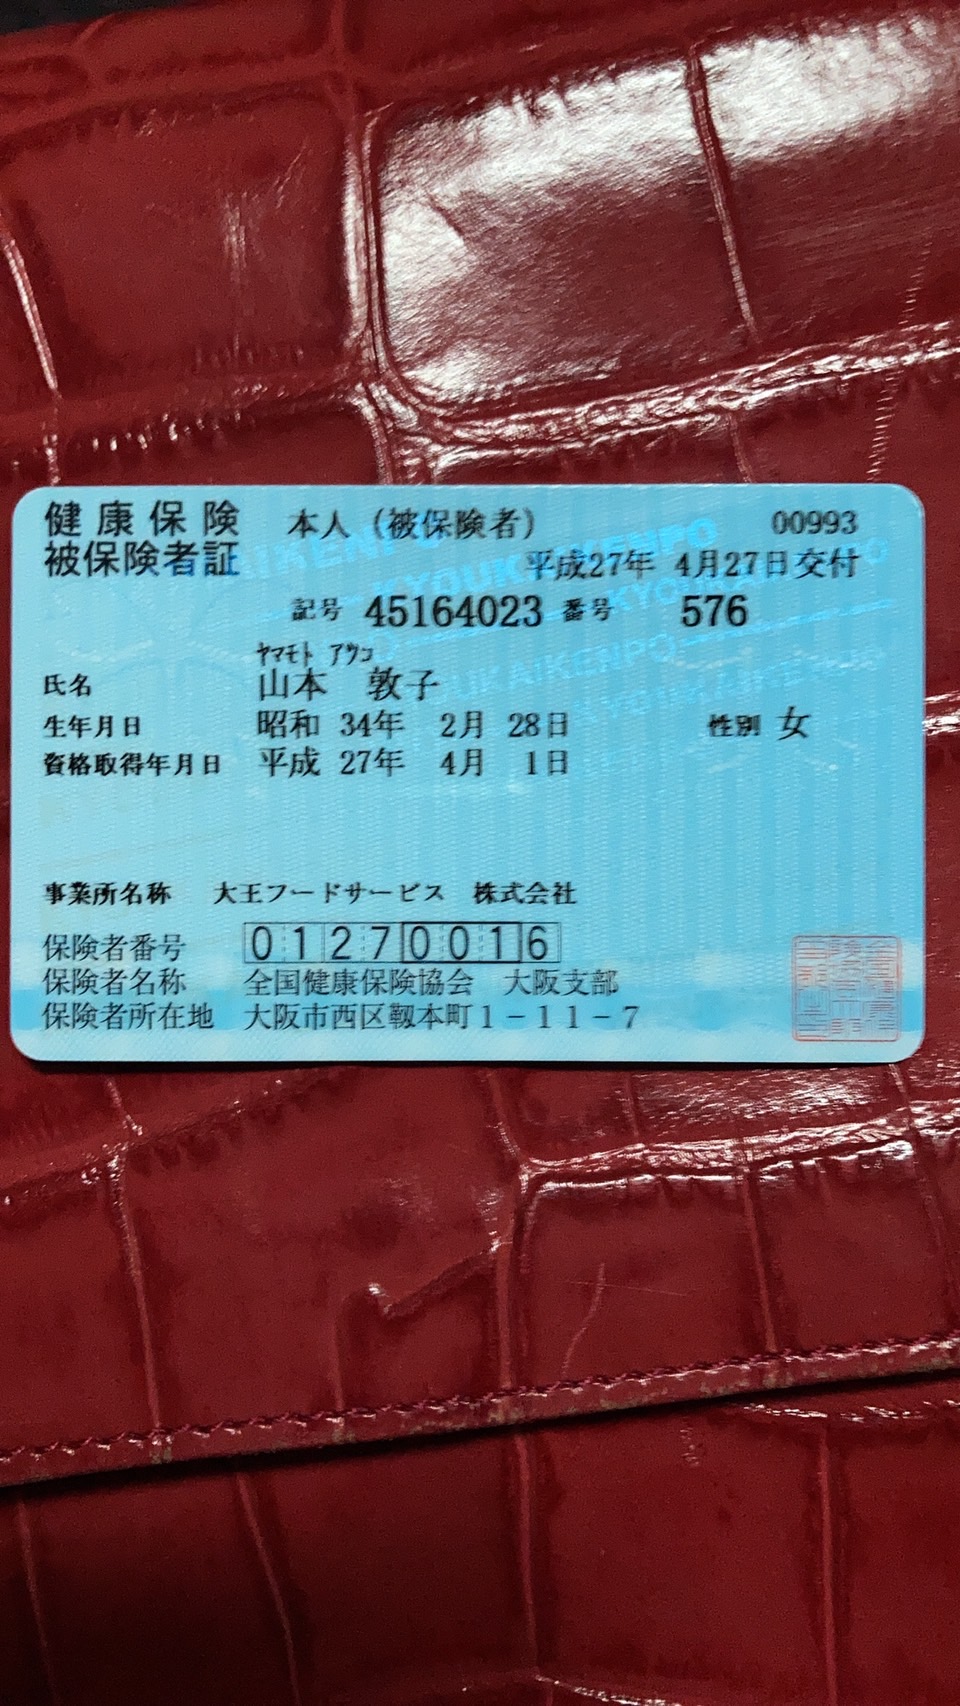 健康保険 本人（被保険者） 00993
被保険者証 平成27年 4月27日交付
記号 45164023 番号 576
ﾔﾏﾓﾄ ｱﾂｺ
氏名 山本 敦子
生年月日 昭和 34年 2月 28日 性別 女
資格取得年月日 平成 27年 4月 1日
事業所名称 大王フードサービス 株式会社
保険者番号 01270016
保険者名称 全国健康保険協会 大阪支部
保険者所在地 大阪市西区靱本町1－11－7
KYOUKAIKENPO